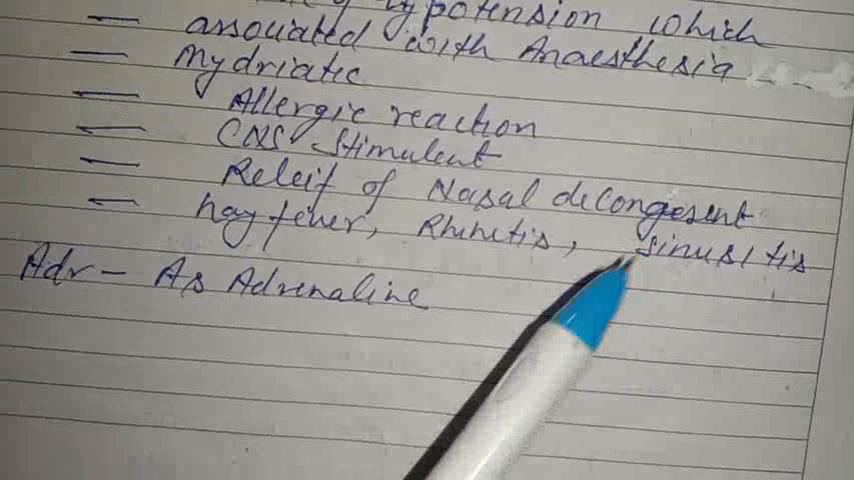 of hypotension which
— associated with Anaesthesia
— Mydriatic
— Allergic reaction
— CNS Stimulent
— Releif of Nasal decongesent
— hay fever, Rhinitis, sinusitis
Adr - As Adrenaline